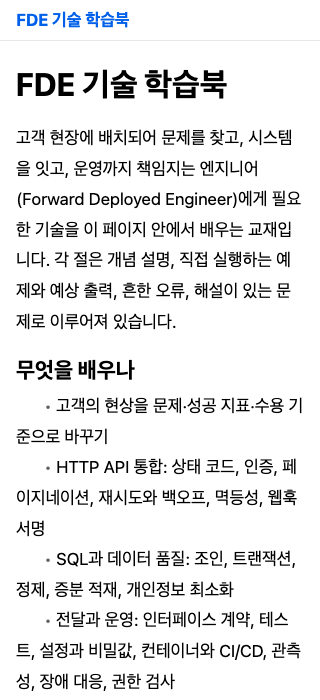 FDE 기술 학습북
FDE 기술 학습북
고객 현장에 배치되어 문제를 찾고, 시스템
을 잇고, 운영까지 책임지는 엔지니어
(Forward Deployed Engineer)에게 필요
한 기술을 이 페이지 안에서 배우는 교재입
니다. 각 절은 개념 설명, 직접 실행하는 예
제와 예상 출력, 흔한 오류, 해설이 있는 문
제로 이루어져 있습니다.
무엇을 배우나
• 고객의 현상을 문제·성공 지표·수용 기
준으로 바꾸기
• HTTP API 통합: 상태 코드, 인증, 페
이지네이션, 재시도와 백오프, 멱등성, 웹훅
서명
• SQL과 데이터 품질: 조인, 트랜잭션,
정제, 증분 적재, 개인정보 최소화
• 전달과 운영: 인터페이스 계약, 테스
트, 설정과 비밀값, 컨테이너와 CI/CD, 관측
성, 장애 대응, 권한 검사